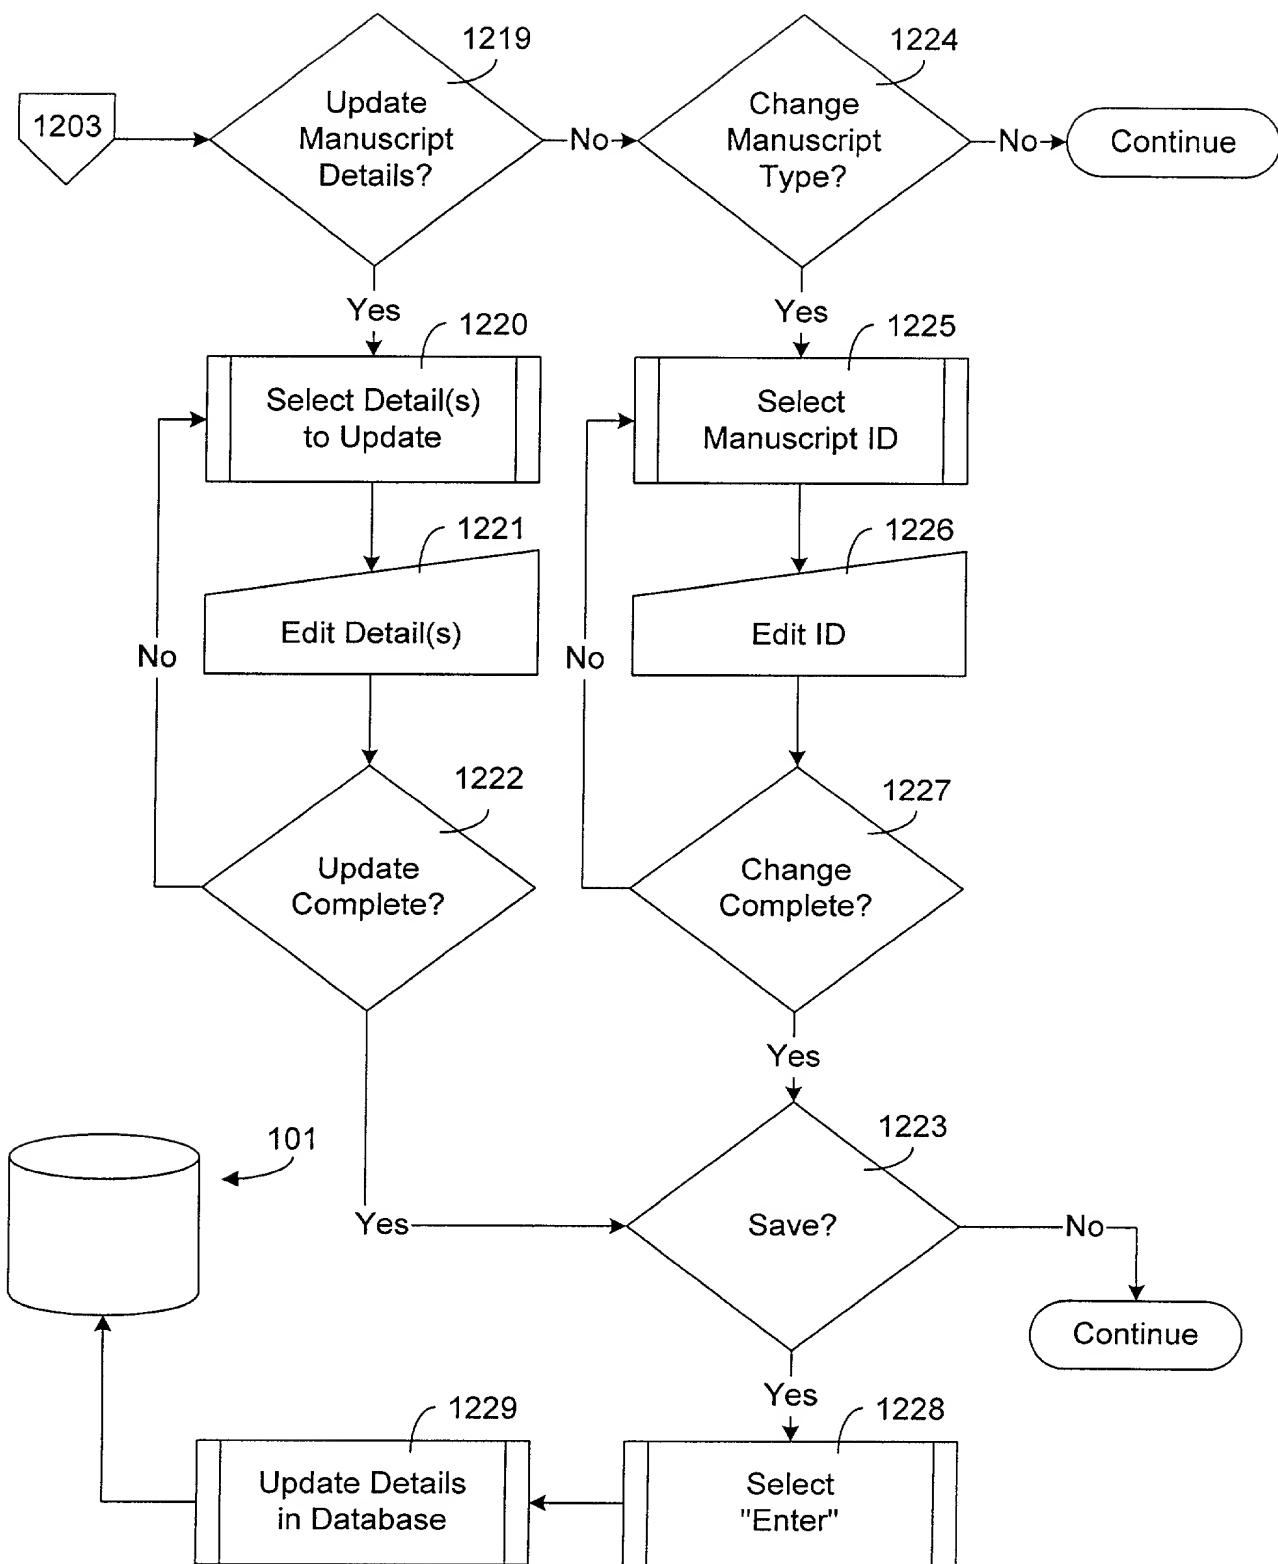 1219
1224
1203
Update
Manuscript
Details?
No
Change
Manuscript
Type?
No
Continue
Yes
Yes
1220
1225
Select Detail(s)
to Update
Select
Manuscript ID
1221
1226
Edit Detail(s)
Edit ID
No
No
1222
1227
Update
Complete?
Change
Complete?
Yes
1223
101
Yes
Save?
No
Continue
Yes
1229
1228
Update Details
in Database
Select
"Enter"